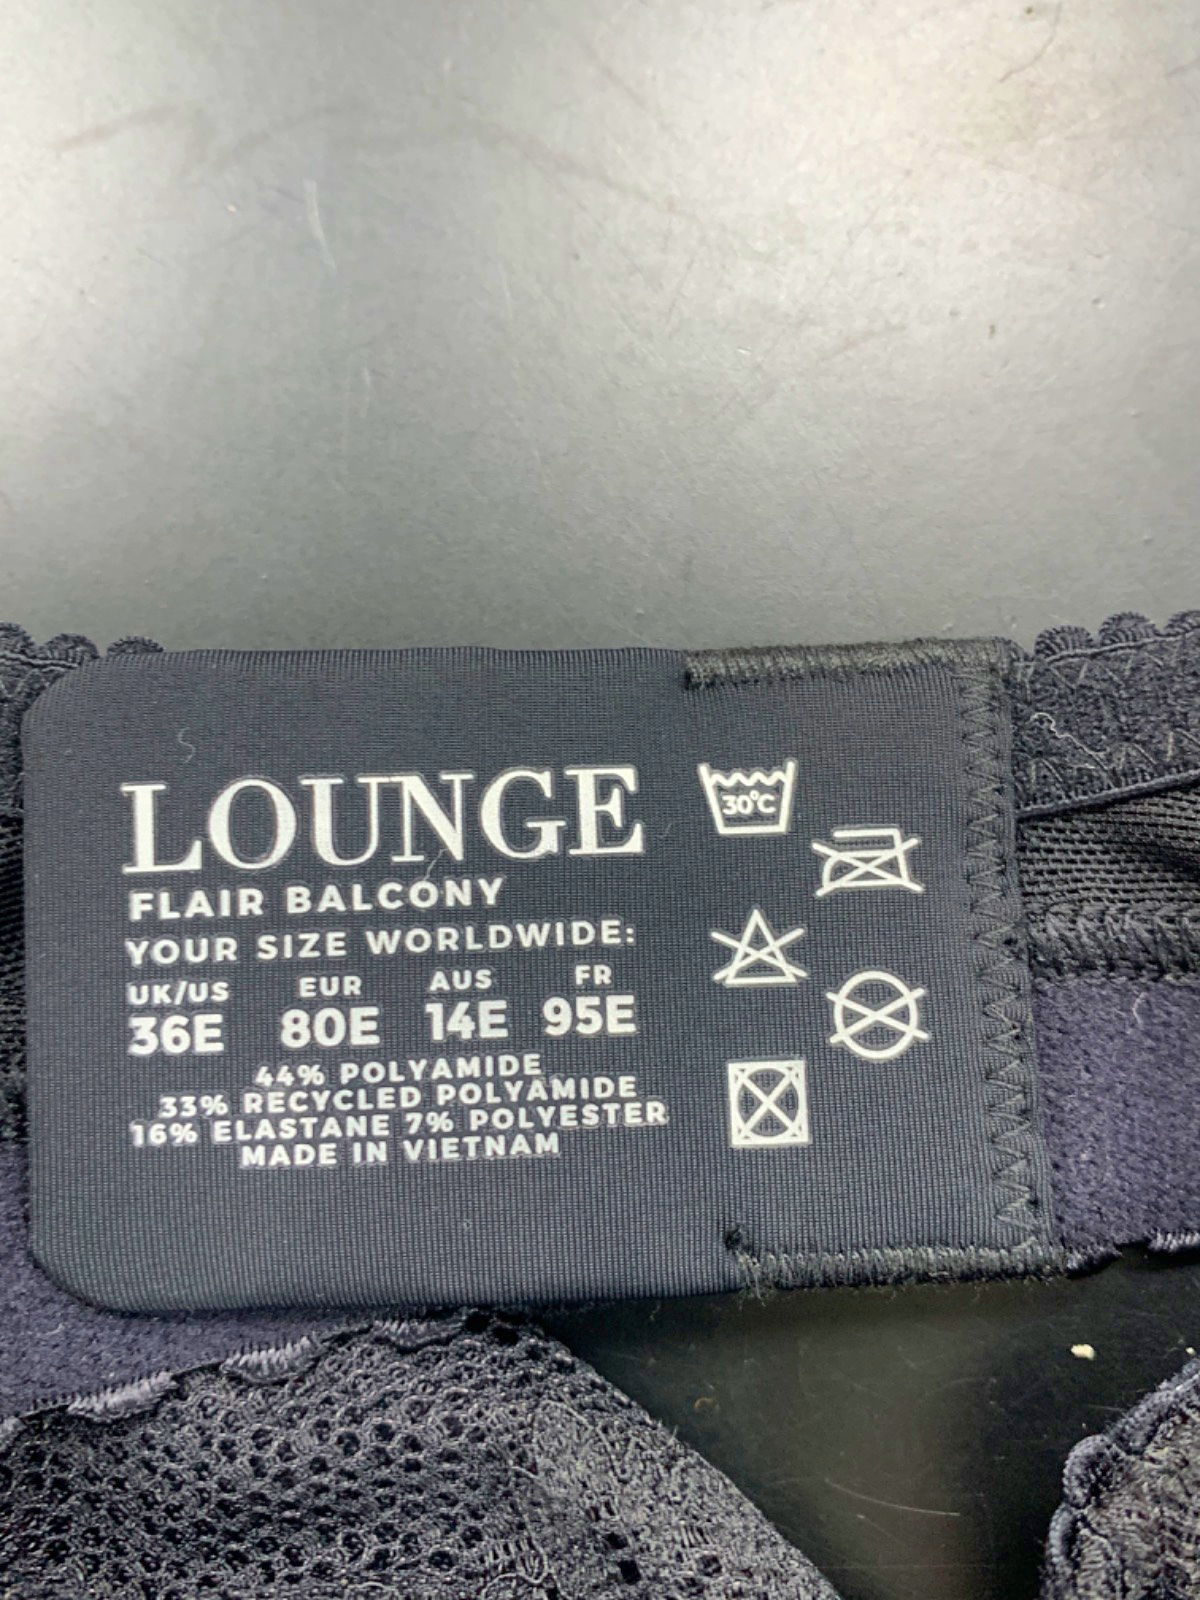 LOUNGE
FLAIR BALCONY
YOUR SIZE WORLDWIDE:
UK/US EUR AUS FR
36E 80E 14E 95E
44% POLYAMIDE
33% RECYCLED POLYAMIDE
16% ELASTANE 7% POLYESTER
MADE IN VIETNAM
30°C